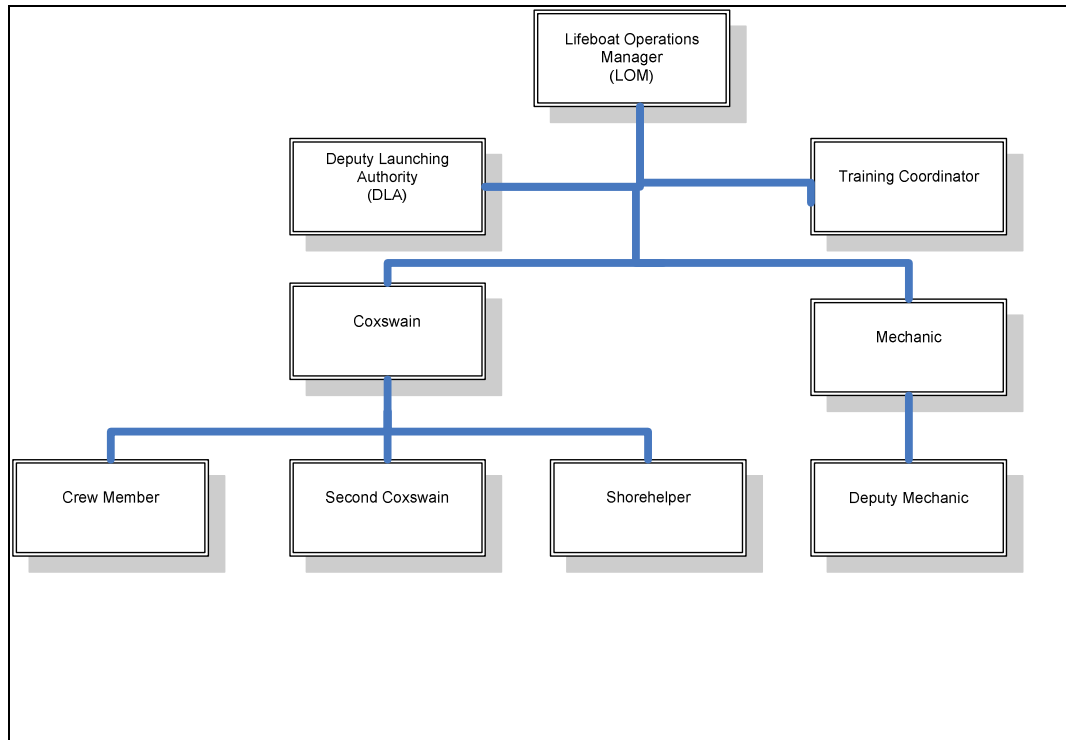 Lifeboat Operations
Manager
(LOM)
Deputy Launching
Authority
(DLA)
Training Coordinator
Coxswain
Mechanic
Crew Member
Second Coxswain
Shorehelper
Deputy Mechanic